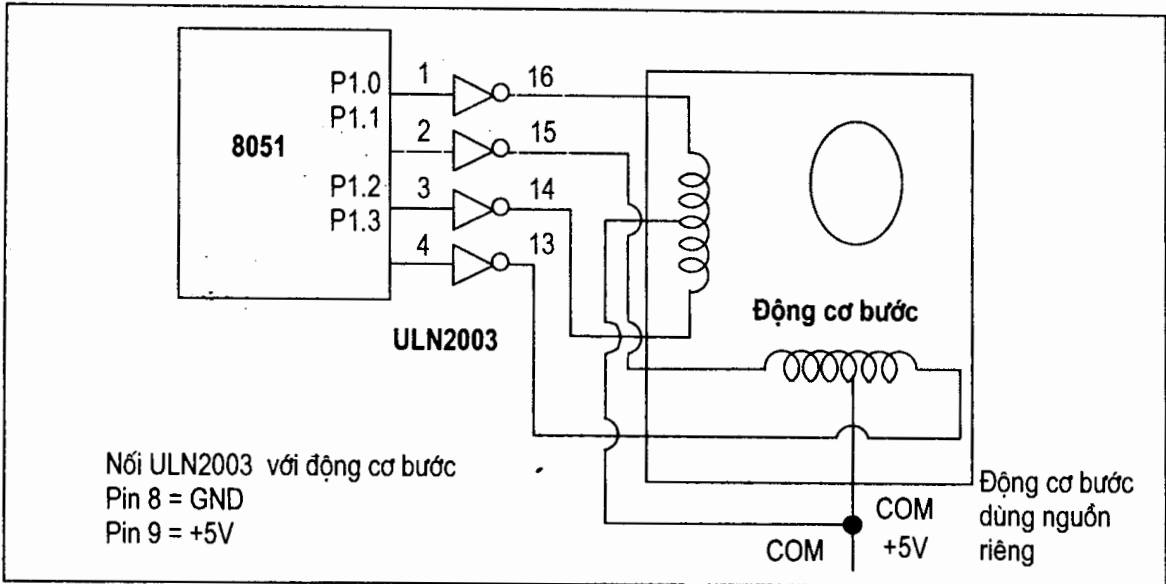 P1.0
P1.1
P1.2
P1.3
8051
1
2
3
4
16
15
14
13
ULN2003
Động cơ bước
Nối ULN2003 với động cơ bước
Pin 8 = GND
Pin 9 = +5V
COM
COM
+5V
Động cơ bước
dùng nguồn
riêng